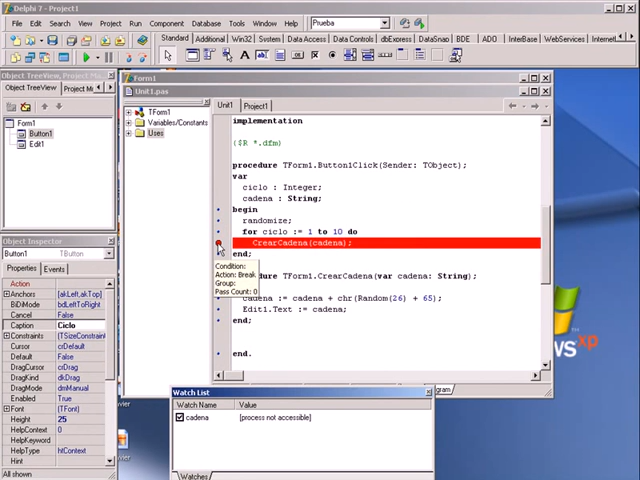 Delphi 7 - Project1
File Edit Search View Project Run Component Database Tools Window Help
Prueba
Standard Additional Win32 System Data Access Data Controls dbExpress DataSnap BDE ADO InterBase WebServices
Object TreeView, Project M
Object TreeView Project M
Form1
Button1
Edit1
Form1
Unit1.pas
TForm1
Variables/Constants
Uses
Unit1 Project1
implementation
{$R *.dfm}
procedure TForm1.Button1Click(Sender: TObject);
var
ciclo : Integer;
cadena : String;
begin
randomize;
for ciclo := 1 to 10 do
CrearCadena(cadena);
end;
Condition:
Action: Break
Group:
Pass Count: 0
procedure TForm1.CrearCadena(var cadena: String);
cadena := cadena + chr(Random(26) + 65);
Edit1.Text := cadena;
end;
end.
gram
Object Inspector
Button1 TButton
Properties Events
Action
Anchors [akLeft,akTop]
BiDiMode bdLeftToRight
Cancel False
Caption Ciclo
Constraints (TSizeConstraint
Cursor crDefault
Default False
DragCursor crDrag
DragKind dkDrag
DragMode dmManual
Enabled True
Font (TFont)
Height 25
HelpContext 0
HelpKeyword
HelpType htContext
Hint
All shown
Watch List
Watch Name Value
cadena [process not accessible]
Watches
xp